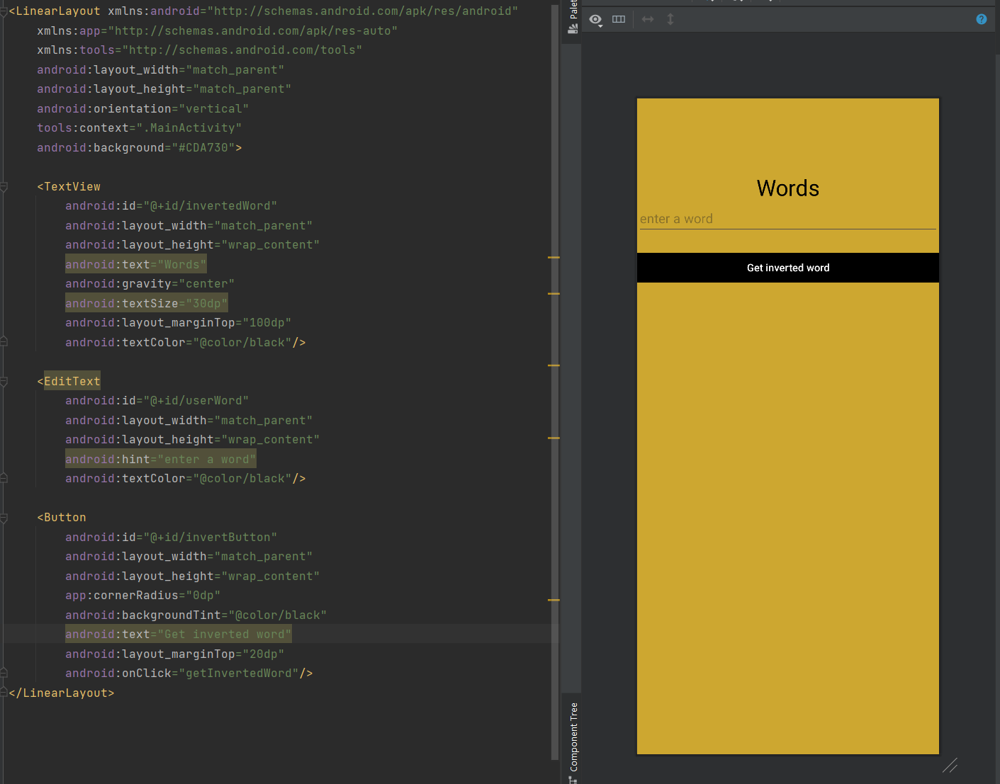 <LinearLayout xmlns:android="http://schemas.android.com/apk/res/android"
    xmlns:app="http://schemas.android.com/apk/res-auto"
    xmlns:tools="http://schemas.android.com/tools"
    android:layout_width="match_parent"
    android:layout_height="match_parent"
    android:orientation="vertical"
    tools:context=".MainActivity"
    android:background="#CDA730">
    <TextView
        android:id="@+id/invertedWord"
        android:layout_width="match_parent"
        android:layout_height="wrap_content"
        android:text="Words"
        android:gravity="center"
        android:textSize="30dp"
        android:layout_marginTop="100dp"
        android:textColor="@color/black"/>
    <EditText
        android:id="@+id/userWord"
        android:layout_width="match_parent"
        android:layout_height="wrap_content"
        android:hint="enter a word"
        android:textColor="@color/black"/>
    <Button
        android:id="@+id/invertButton"
        android:layout_width="match_parent"
        android:layout_height="wrap_content"
        app:cornerRadius="0dp"
        android:backgroundTint="@color/black"
        android:text="Get inverted word"
        android:layout_marginTop="20dp"
        android:onClick="getInvertedWord"/>
</LinearLayout>
Component Tree
?
Words
enter a word
Get inverted word